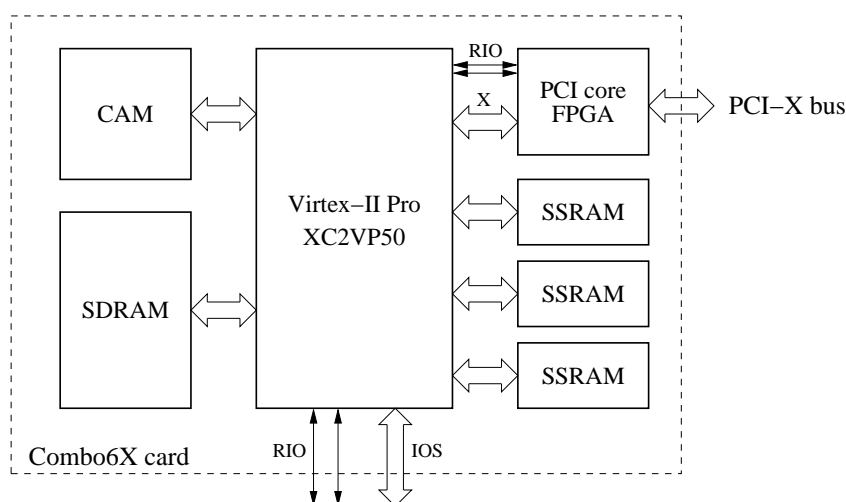 RIO
CAM
X
PCI core
FPGA
PCI−X bus
Virtex−II Pro
XC2VP50
SSRAM
SDRAM
SSRAM
SSRAM
RIO
IOS
Combo6X card